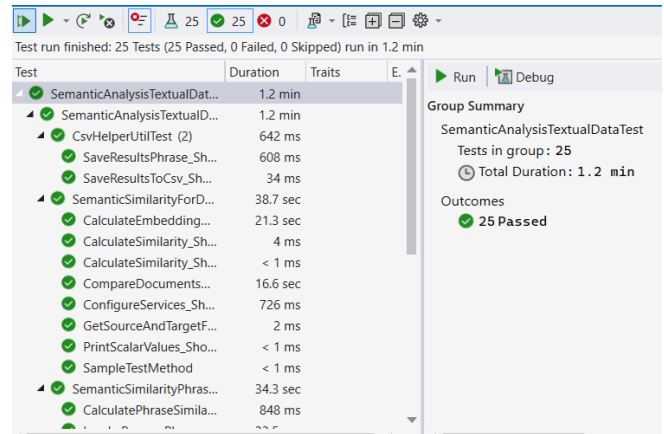 25 25 0
Test run finished: 25 Tests (25 Passed, 0 Failed, 0 Skipped) run in 1.2 min
Test Duration Traits E.
SemanticAnalysisTextualDat... 1.2 min
SemanticAnalysisTextualD... 1.2 min
CsvHelperUtilTest (2) 642 ms
SaveResultsPhrase_Sh... 608 ms
SaveResultsToCsv_Sh... 34 ms
SemanticSimilarityForD... 38.7 sec
CalculateEmbedding... 21.3 sec
CalculateSimilarity_Sh... 4 ms
CalculateSimilarity_Sh... < 1 ms
CompareDocuments... 16.6 sec
ConfigureServices_Sh... 726 ms
GetSourceAndTargetF... 2 ms
PrintScalarValues_Sho... < 1 ms
SampleTestMethod < 1 ms
SemanticSimilarityPhras... 34.3 sec
CalculatePhraseSimila... 848 ms
Run Debug
Group Summary
SemanticAnalysisTextualDataTest
Tests in group: 25
Total Duration: 1.2 min
Outcomes
25 Passed